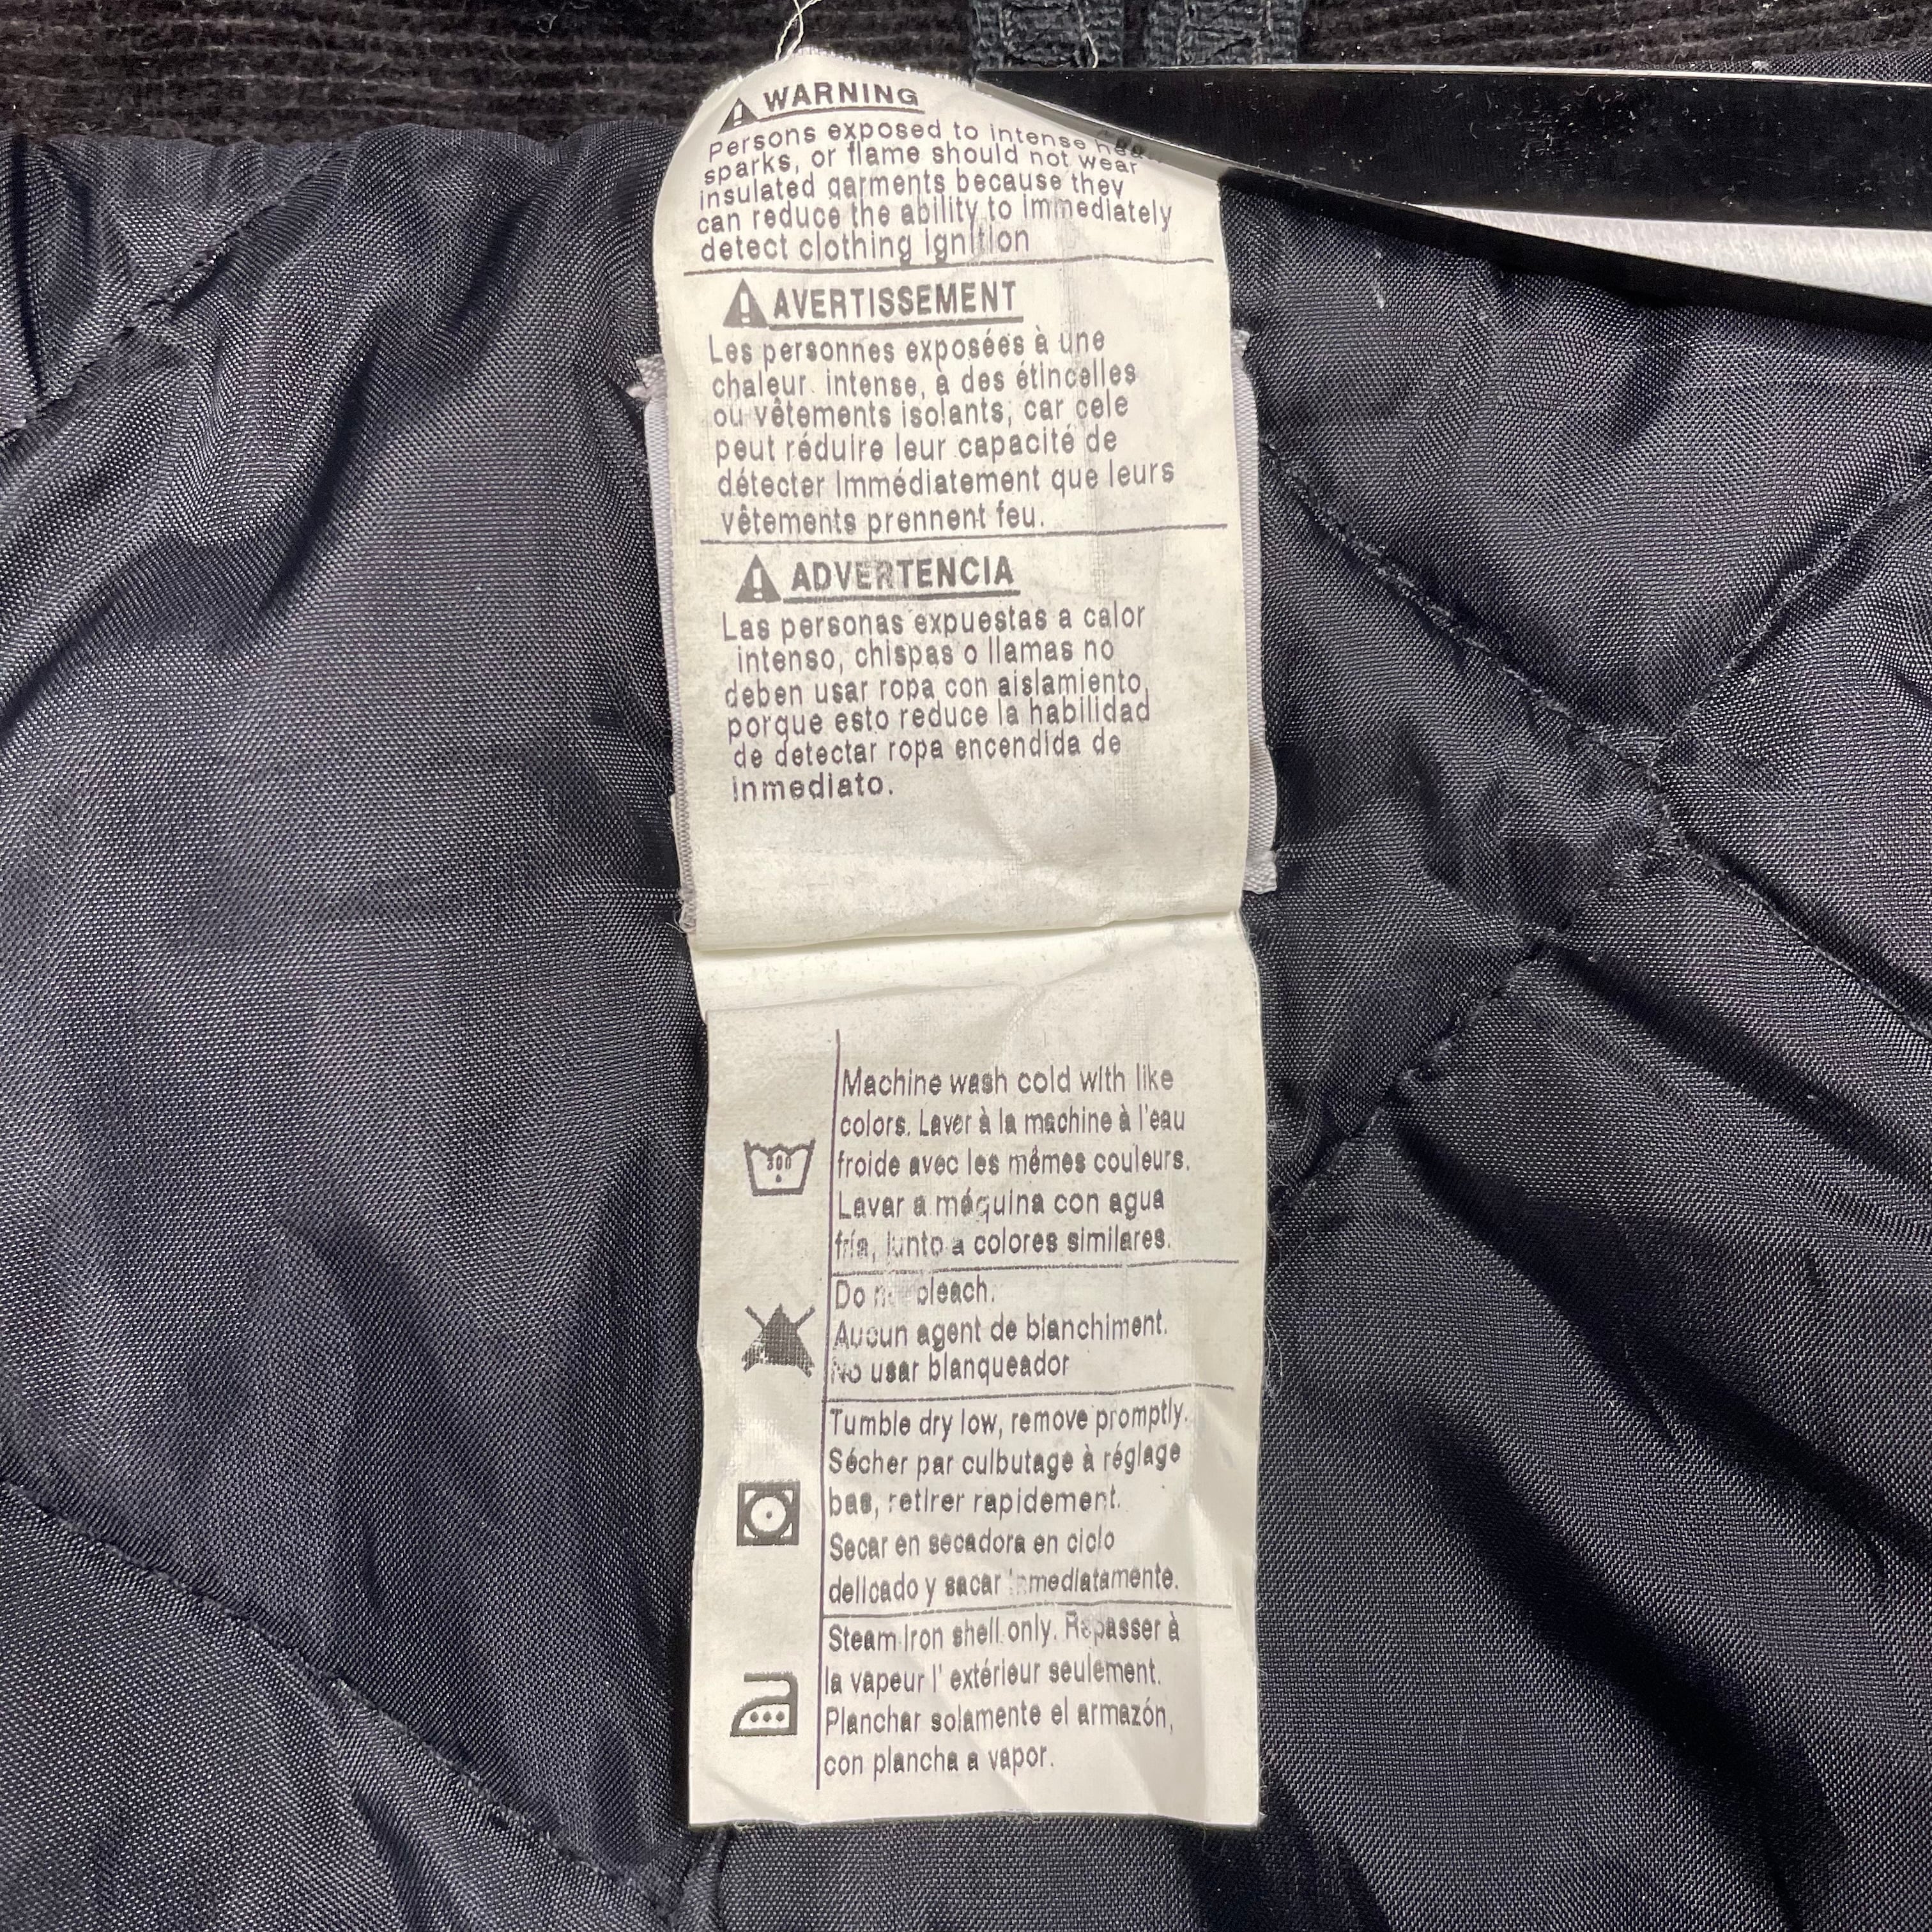 WARNING
Persons exposed to intense
sparks, or flame should not wear
insulated garments because they
can reduce the ability to immediately
detect clothing ignition
AVERTISSEMENT
Les personnes exposées à une
chaleur intense, à des étincelles
ou vêtements isolants, car cele
peut réduire leur capacité de
détecter immédiatement que leurs
vêtements prennent feu.
ADVERTENCIA
Las personas expuestas a calor
intenso, chispas o llamas no
deben usar ropa con aislamiento,
porque esto reduce la habilidad
de detectar ropa encendida de
inmediato.
Machine wash cold with like
colors. Laver à la machine à l'eau
froide avec les mêmes couleurs.
Lavar a máquina con agua
fría, junto a colores similares.
Do bleach.
Aucun agent de blanchiment.
No usar blanqueador
Tumble dry low, remove promptly.
Sécher par culbutage à réglage
bas, retirer rapidement.
Secar en secadora en ciclo
delicado y sacar inmediatamente.
Steam Iron shell only. Repasser à
la vapeur l' extérieur seulement.
Planchar solamente el armazón,
con plancha a vapor.